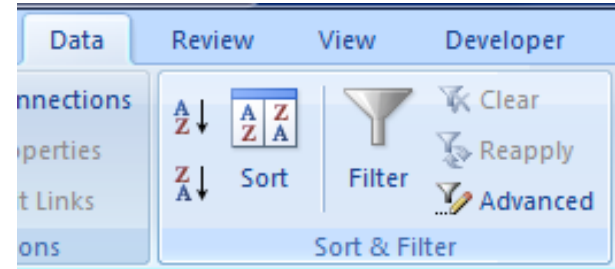 Data Review View Developer
nnections
operties
t Links
ons
A Z
Z A
A Z
Z A
Sort
Filter
Clear
Reapply
Advanced
Sort & Filter